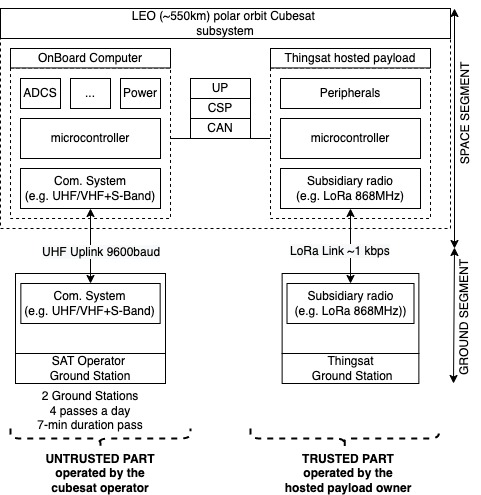 LEO (~550km) polar orbit Cubesat
subsystem
OnBoard Computer
Thingsat hosted payload
ADCS
...
Power
UP
CSP
CAN
Peripherals
microcontroller
microcontroller
Com. System
(e.g. UHF/VHF+S-Band)
Subsidiary radio
(e.g. LoRa 868MHz)
SPACE SEGMENT
UHF Uplink 9600baud
LoRa Link ~1 kbps
Com. System
(e.g. UHF/VHF+S-Band)
Subsidiary radio
(e.g. LoRa 868MHz))
GROUND SEGMENT
SAT Operator
Ground Station
Thingsat
Ground Station
2 Ground Stations
4 passes a day
7-min duration pass
UNTRUSTED PART
operated by the
cubesat operator
TRUSTED PART
operated by the
hosted payload owner